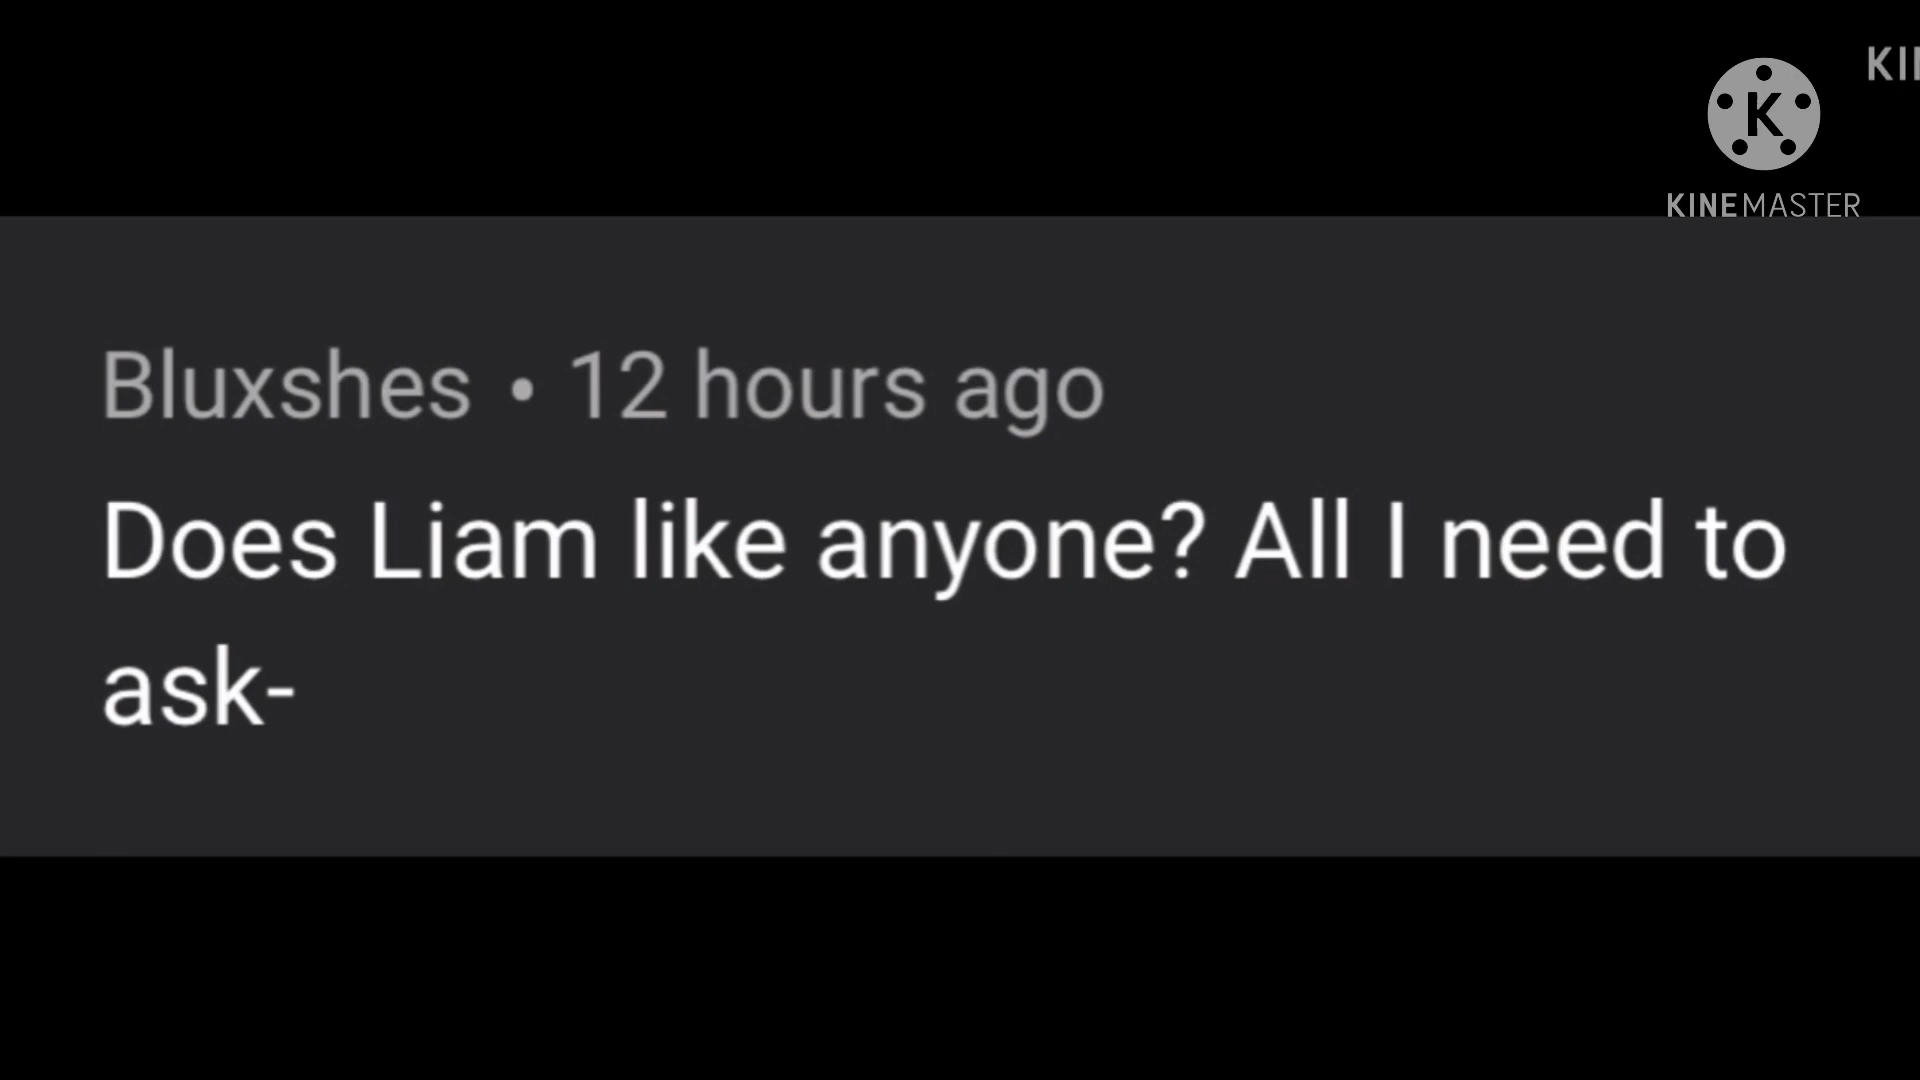 KI
K
KINEMASTER
Bluxshes • 12 hours ago
Does Liam like anyone? All I need to
ask-